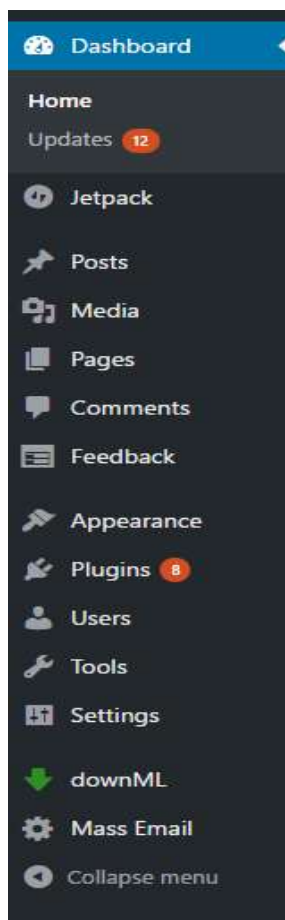 Dashboard
Home
Updates 12
Jetpack
Posts
Media
Pages
Comments
Feedback
Appearance
Plugins 8
Users
Tools
Settings
downML
Mass Email
Collapse menu